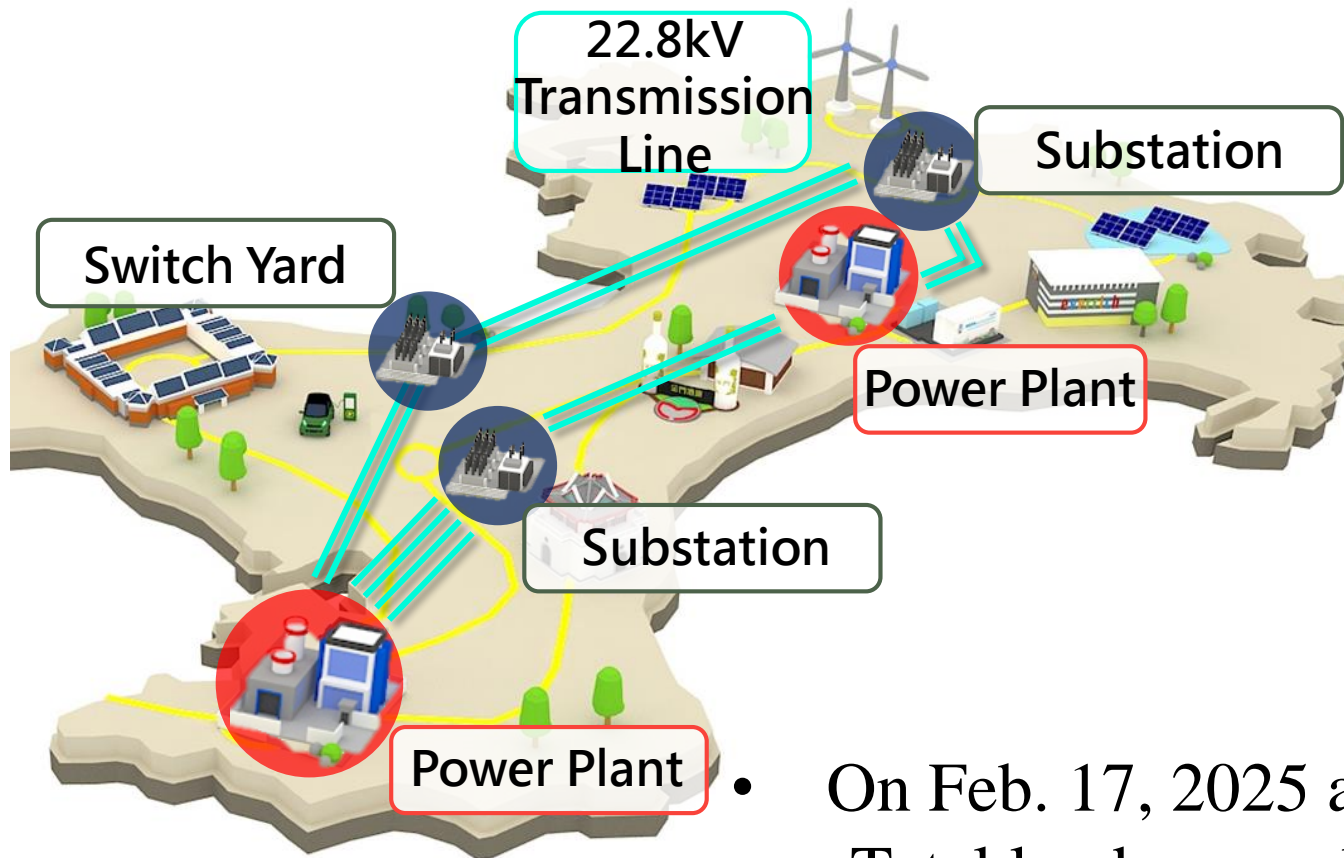 22.8kV
Transmission
Line
Substation
Switch Yard
Power Plant
Substation
Power Plant
• On Feb. 17, 2025 a